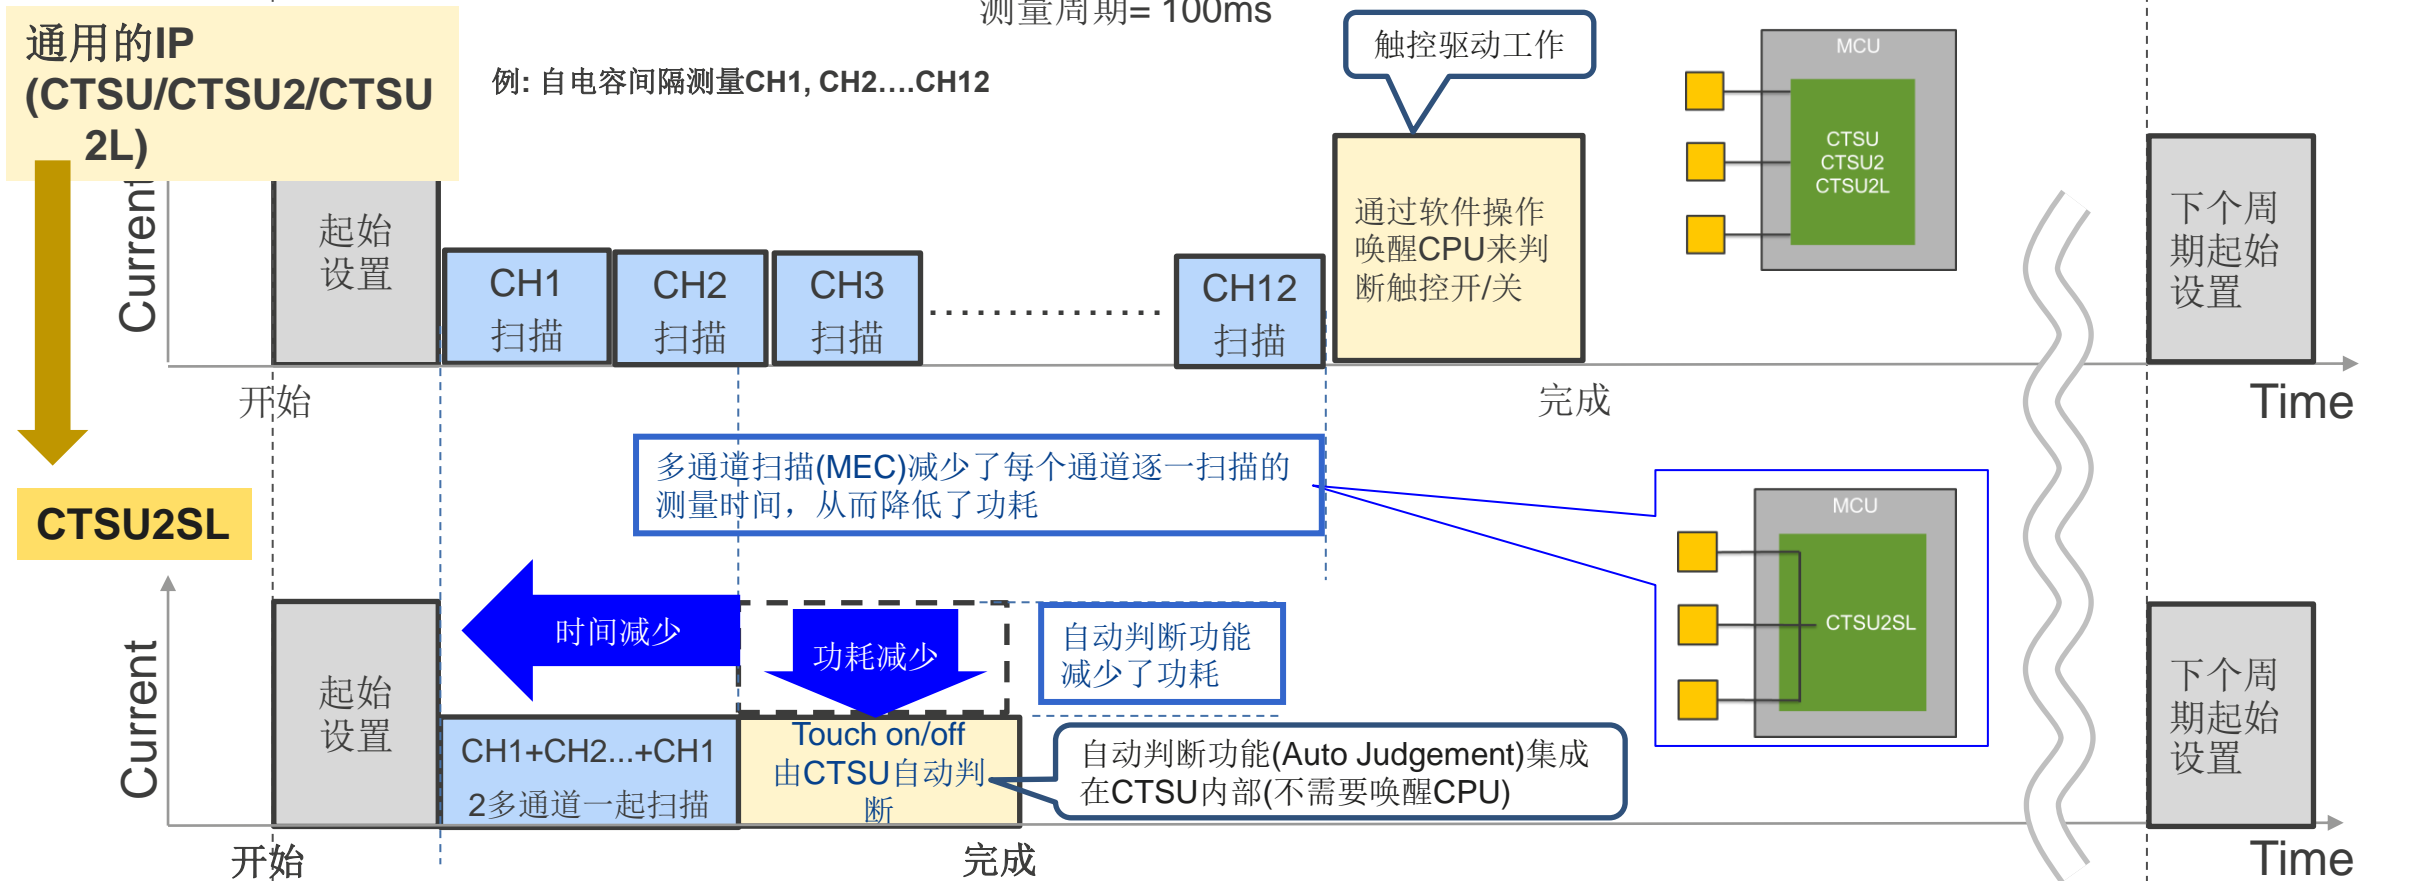 测量周期= 100ms
通用的IP
(CTSU/CTSU2/CTSU
2L)
例: 自电容间隔测量CH1, CH2....CH12
触控驱动工作
MCU
CTSU
CTSU2
CTSU2L
Current
起始
设置
CH1
扫描
CH2
扫描
CH3
扫描
CH12
扫描
通过软件操作
唤醒CPU来判
断触控开/关
下个周
期起始
设置
开始
完成
Time
多通道扫描(MEC)减少了每个通道逐一扫描的
测量时间，从而降低了功耗
CTSU2SL
MCU
CTSU2SL
时间减少
功耗减少
自动判断功能
减少了功耗
Current
起始
设置
CH1+CH2...+CH1
2多通道一起扫描
Touch on/off
由CTSU自动判
断
自动判断功能(Auto Judgement)集成
在CTSU内部(不需要唤醒CPU)
下个周
期起始
设置
开始
完成
Time